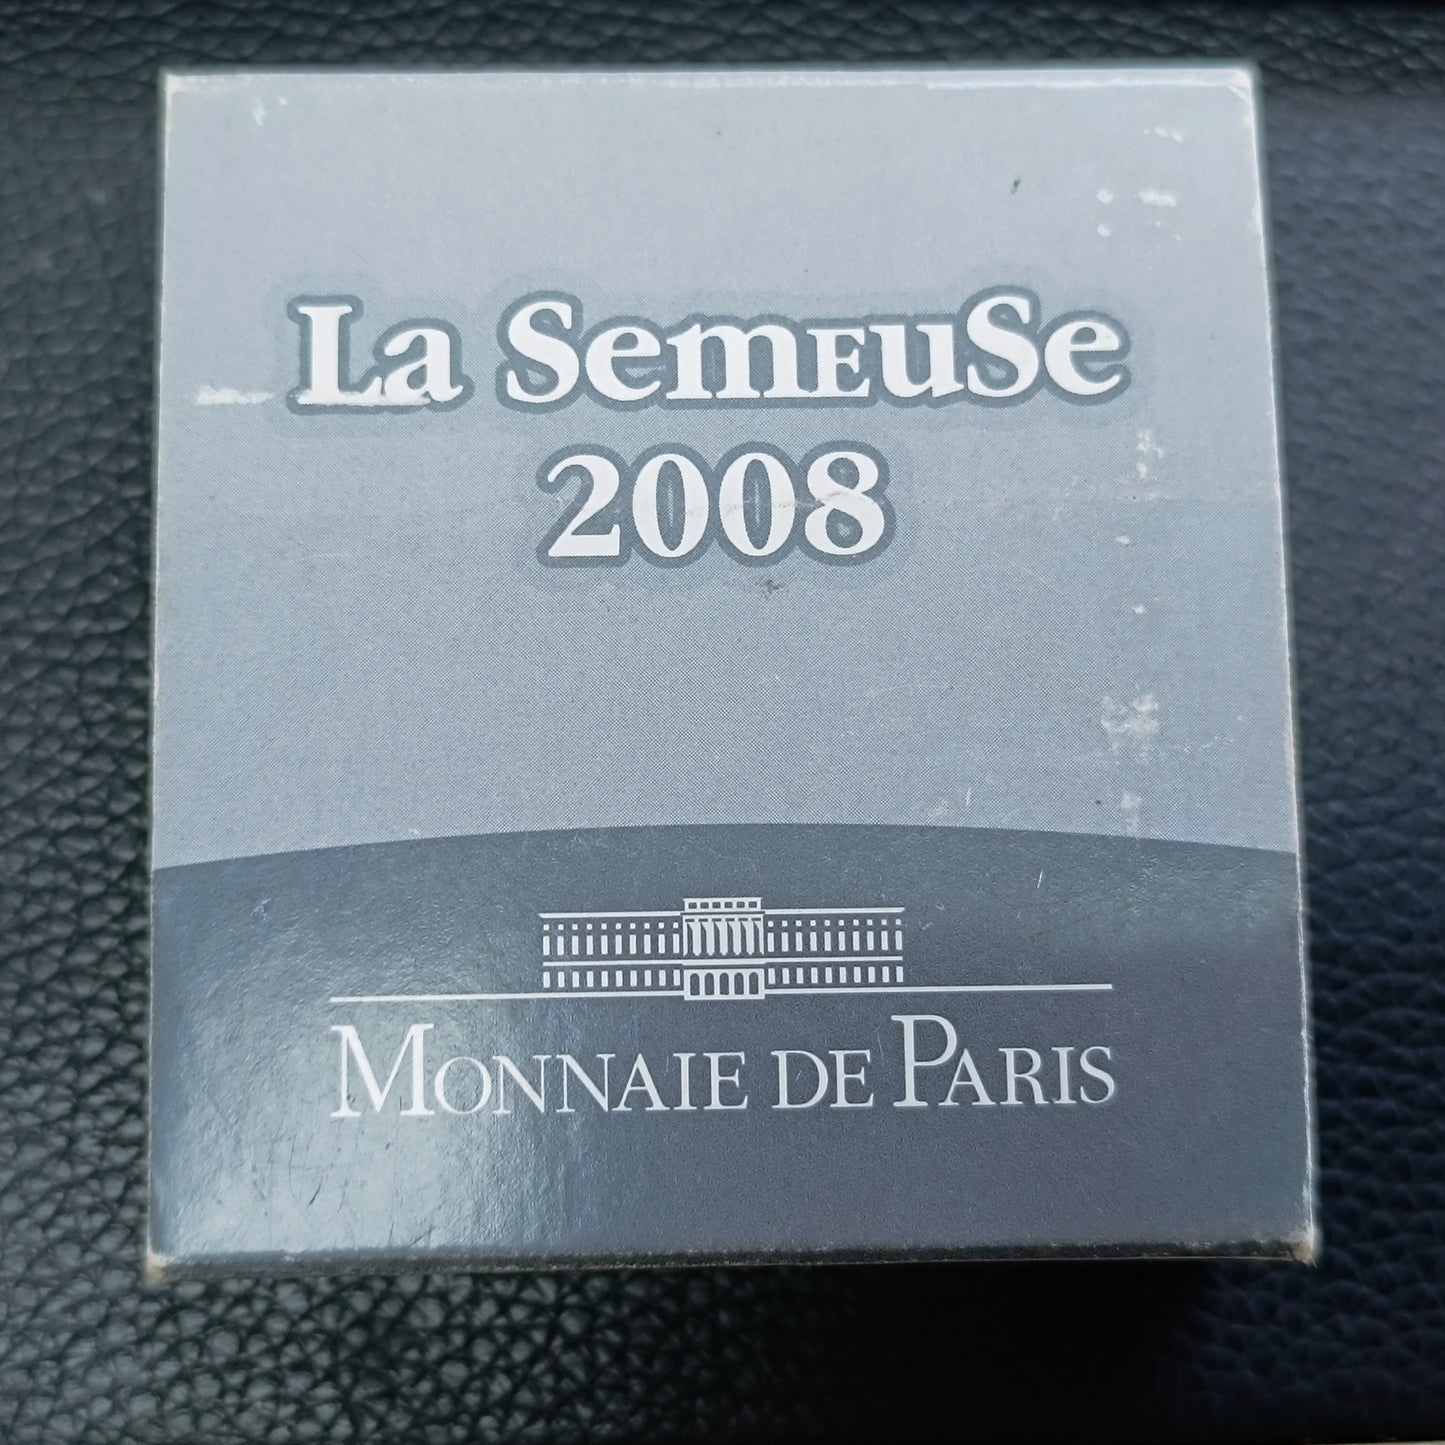 La SemEuSe
2008
MONNAIE DE PARIS